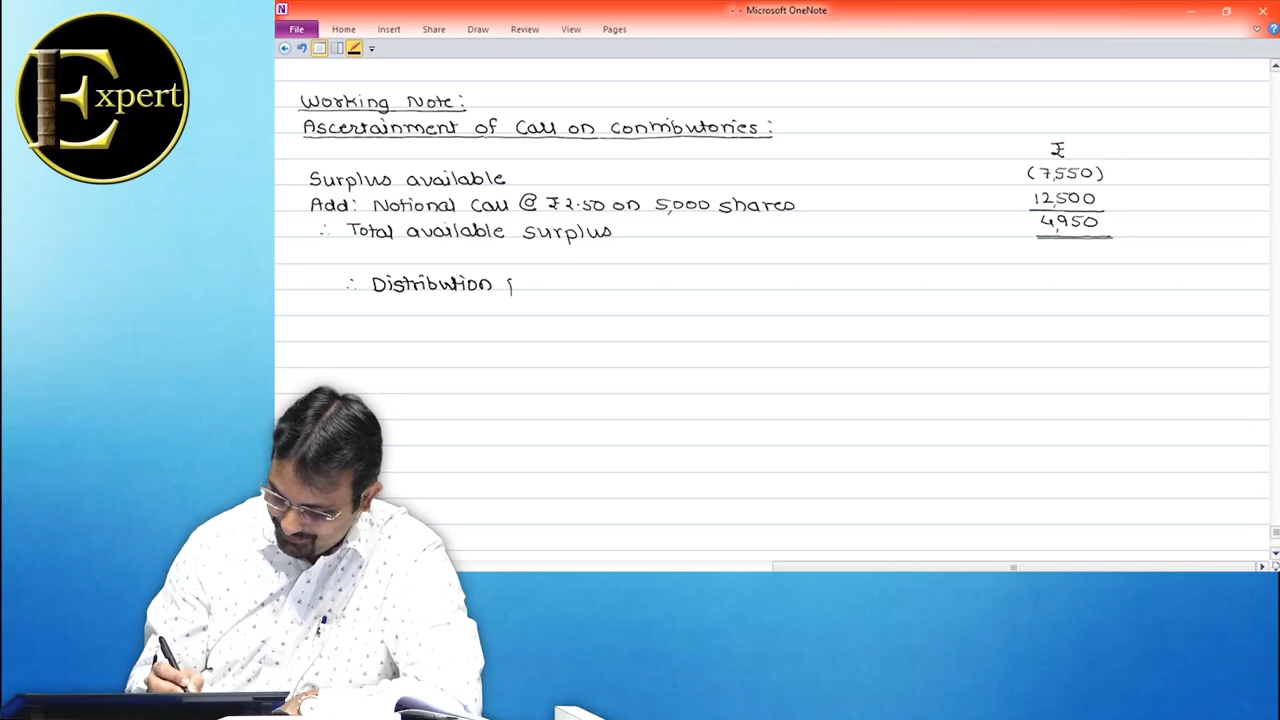 Expert
- - Microsoft OneNote
File Home Insert Share Draw Review View Pages
Working Note:
Ascertainment of Call on Contributories:
₹
Surplus available (7,550)
Add: Notional Call @ ₹2.50 on 5,000 shares 12,500
∴ Total available surplus 4,950
∴ Distribution